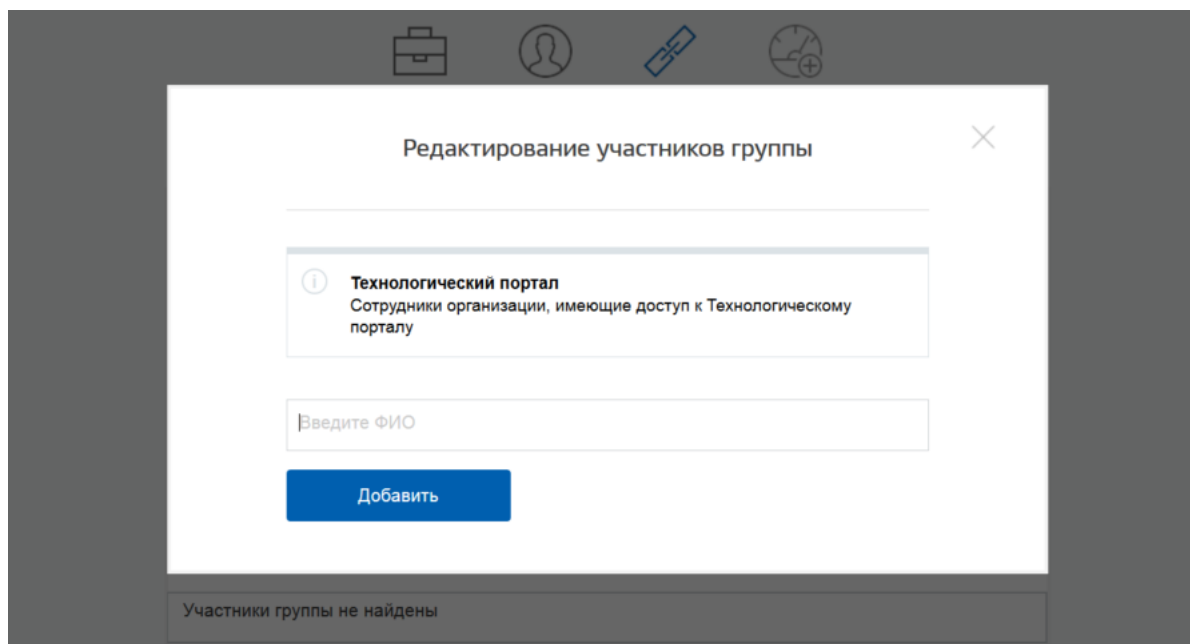 Редактирование участников группы
Технологический портал
Сотрудники организации, имеющие доступ к Технологическому
порталу
Введите ФИО
Добавить
Участники группы не найдены